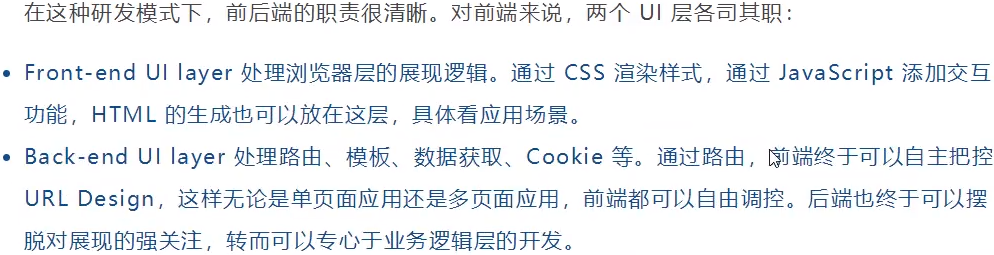 在这种研发模式下，前后端的职责很清晰。对前端来说，两个 UI 层各司其职：
• Front-end UI layer 处理浏览器层的展现逻辑。通过 CSS 渲染样式，通过 JavaScript 添加交互
功能，HTML 的生成也可以放在这层，具体看应用场景。
• Back-end UI layer 处理路由、模板、数据获取、Cookie 等。通过路由，前端终于可以自主把控
URL Design，这样无论是单页面应用还是多页面应用，前端都可以自由调控。后端也终于可以摆
脱对展现的强关注，转而可以专心于业务逻辑层的开发。